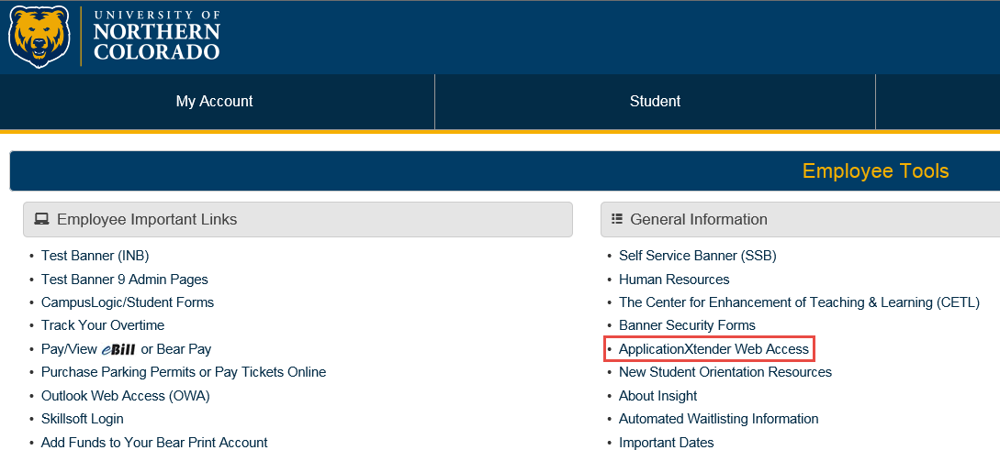 UNIVERSITY OF
NORTHERN
COLORADO
My Account
Student
Employee Tools
Employee Important Links
Test Banner (INB)
Test Banner 9 Admin Pages
CampusLogic/Student Forms
Track Your Overtime
Pay/View eBill or Bear Pay
Purchase Parking Permits or Pay Tickets Online
Outlook Web Access (OWA)
Skillsoft Login
Add Funds to Your Bear Print Account
General Information
Self Service Banner (SSB)
Human Resources
The Center for Enhancement of Teaching & Learning (CETL)
Banner Security Forms
ApplicationXtender Web Access
New Student Orientation Resources
About Insight
Automated Waitlisting Information
Important Dates